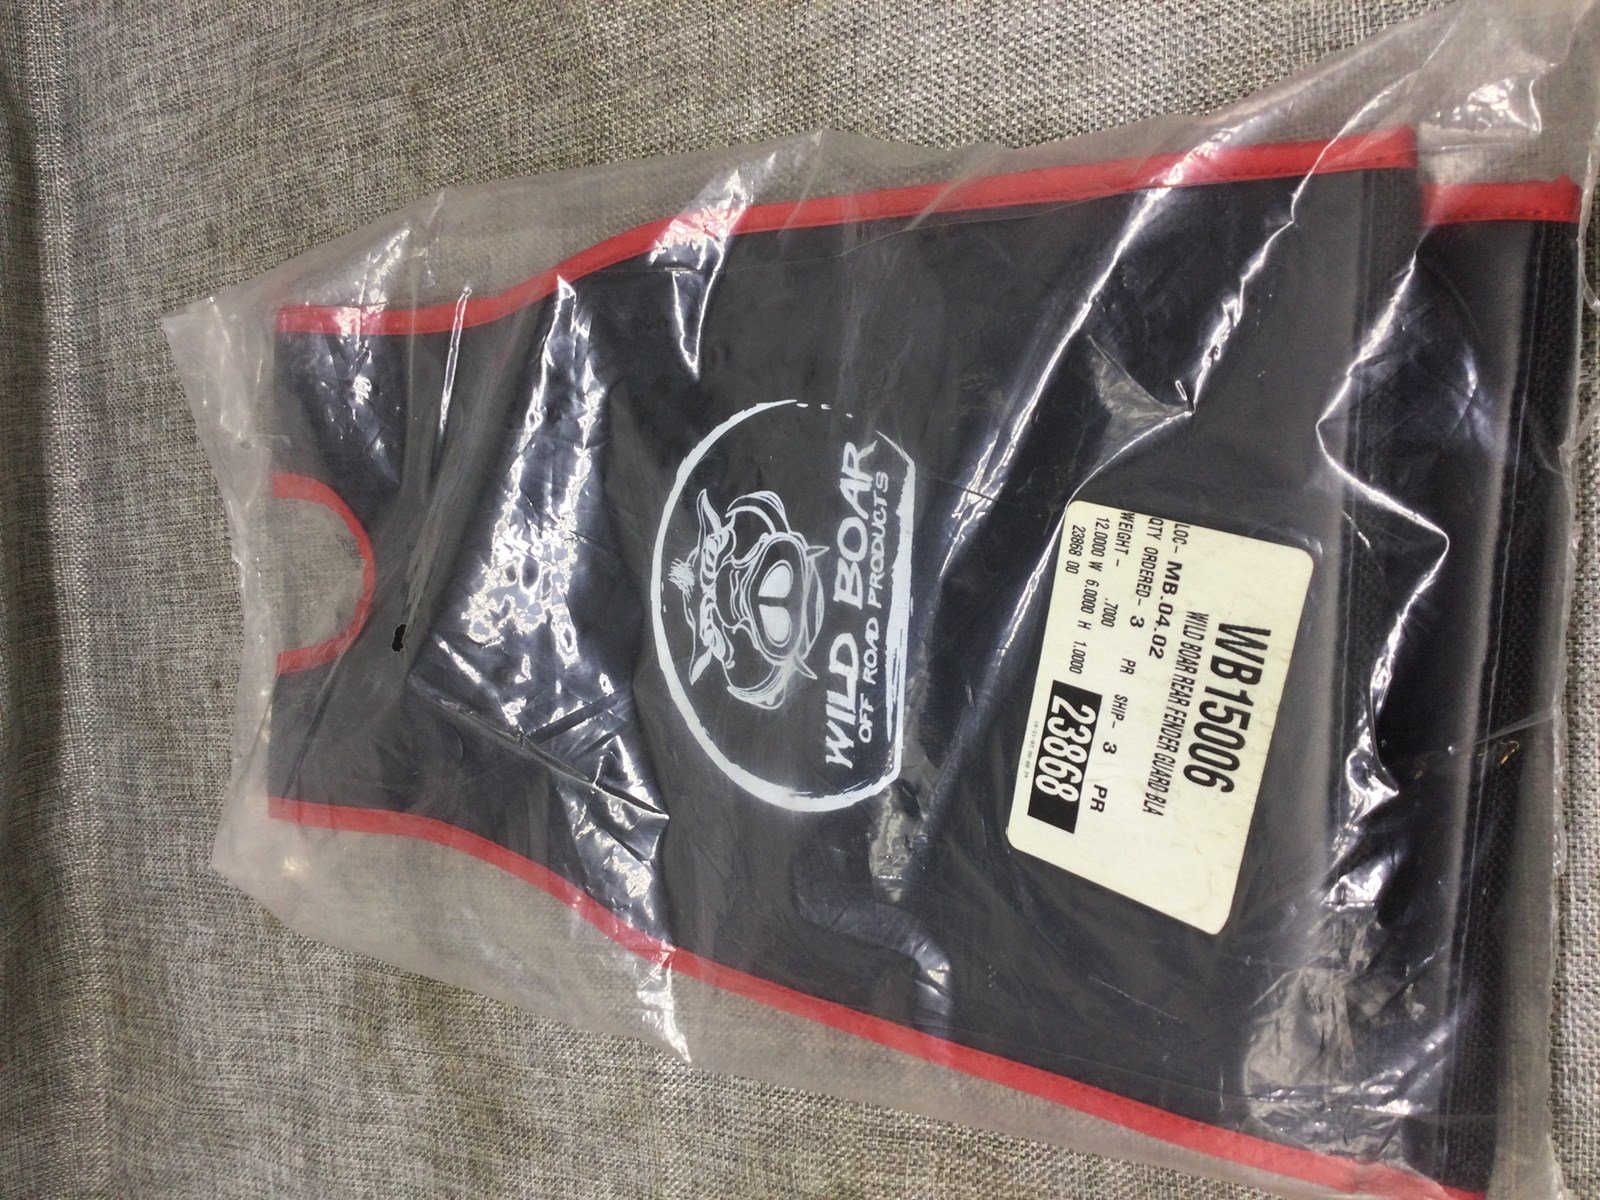 WILD BOAR
OFF ROAD PRODUCTS
WB15006
WILD BOAR REAR FENDER GUARD BLA
LOC- MB.04.02
QTY ORDERED- 3 PR SHIP- 3 PR
WEIGHT- .7000
12.0000 W 6.0000 H 1.0000
23868 00
23868